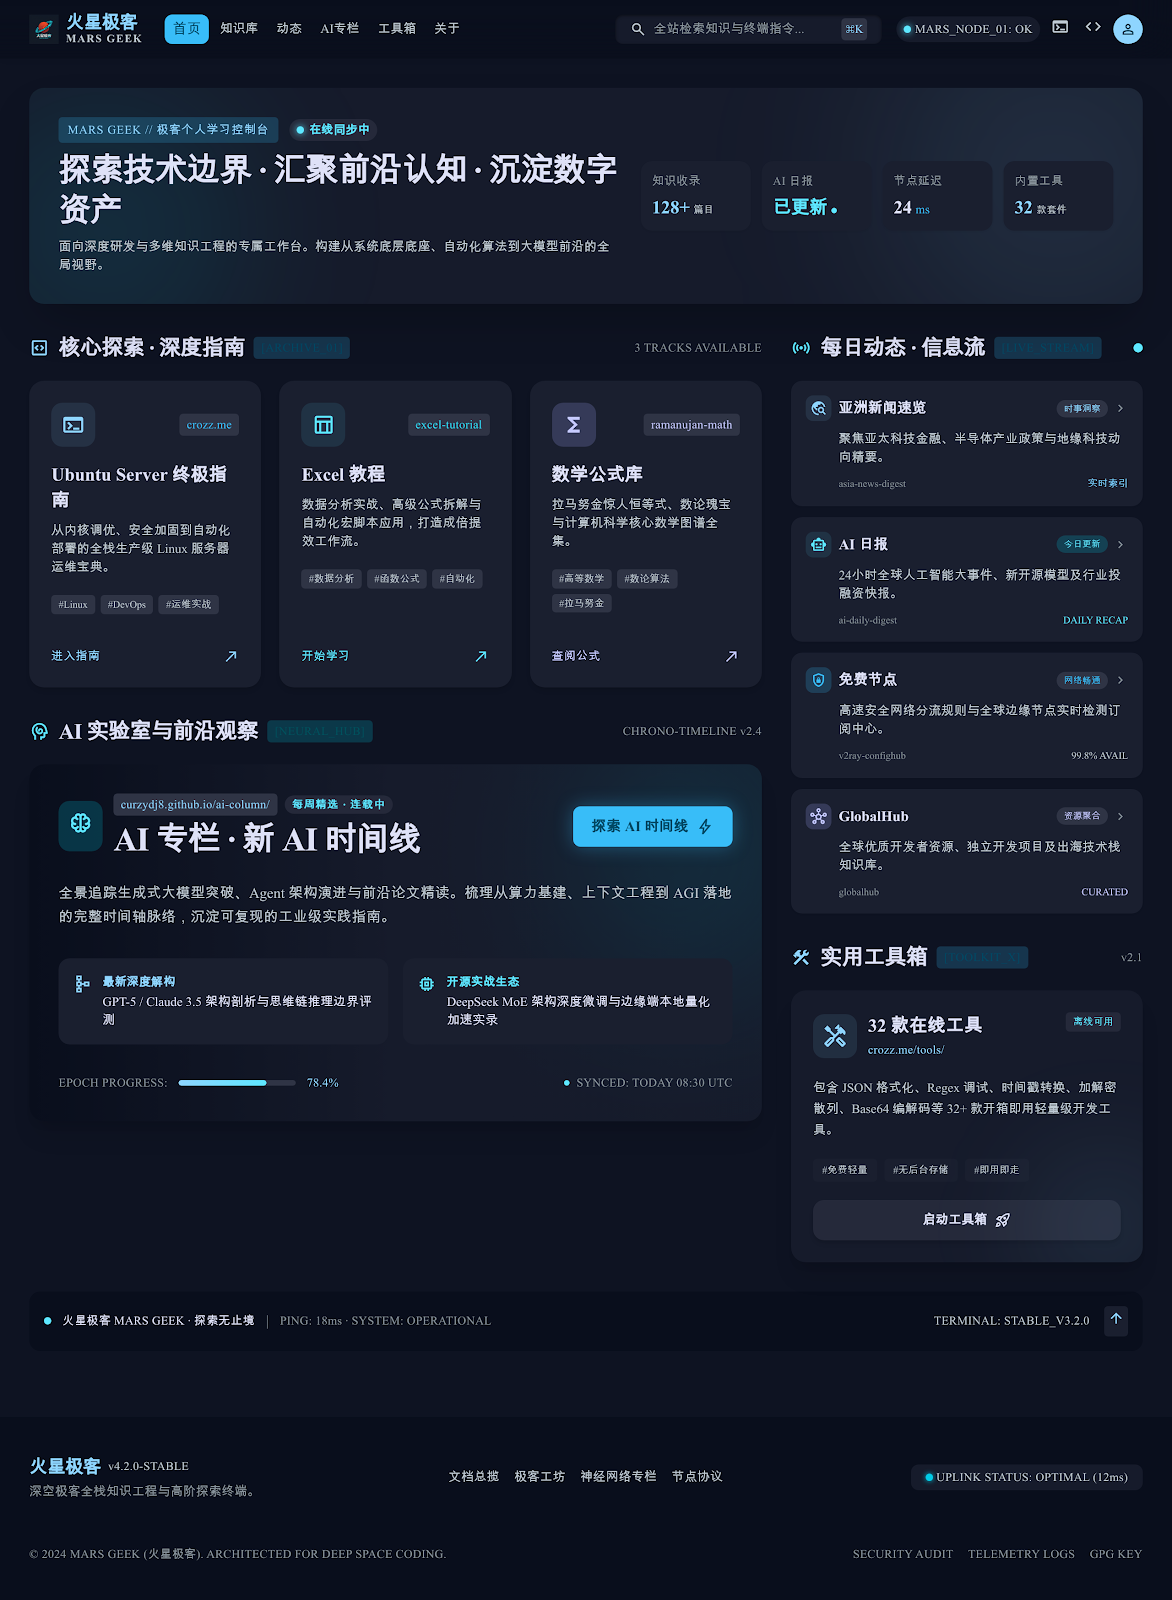 火星极客
MARS GEEK
首页
知识库
动态
AI专栏
工具箱
关于
全站检索知识与终端指令...
⌘K
MARS_NODE_01: OK
MARS GEEK // 极客个人学习控制台
在线同步中
探索技术边界 · 汇聚前沿认知 · 沉淀数字
资产
面向深度研发与多维知识工程的专属工作台。构建从系统底层底座、自动化算法到大模型前沿的全
局视野。
知识收录
128+ 篇目
AI 日报
已更新
节点延迟
24 ms
内置工具
32 款套件
核心探索 · 深度指南
[ARCHIVE_01]
3 TRACKS AVAILABLE
crozz.me
Ubuntu Server 终极指
南
从内核调优、安全加固到自动化
部署的全栈生产级 Linux 服务器
运维宝典。
#Linux
#DevOps
#运维实战
进入指南
excel-tutorial
Excel 教程
数据分析实战、高级公式拆解与
自动化宏脚本应用，打造成倍提
效工作流。
#数据分析
#函数公式
#自动化
开始学习
ramanujan-math
数学公式库
拉马努金惊人恒等式、数论瑰宝
与计算机科学核心数学图谱全
集。
#高等数学
#数论算法
#拉马努金
查阅公式
AI 实验室与前沿观察
[NEURAL_HUB]
CHRONO-TIMELINE v2.4
curzydj8.github.io/ai-column/
每周精选 · 连载中
AI 专栏 · 新 AI 时间线
探索 AI 时间线
全景追踪生成式大模型突破、Agent 架构演进与前沿论文精读。梳理从算力基建、上下文工程到 AGI 落地
的完整时间轴脉络，沉淀可复现的工业级实践指南。
最新深度解构
GPT-5 / Claude 3.5 架构剖析与思维链推理边界评
测
开源实战生态
DeepSeek MoE 架构深度微调与边缘端本地量化
加速实录
EPOCH PROGRESS:
78.4%
SYNCED: TODAY 08:30 UTC
每日动态 · 信息流
[LIVE_STREAM]
亚洲新闻速览
时事洞察
聚焦亚太科技金融、半导体产业政策与地缘科技动
向精要。
asia-news-digest
实时索引
AI 日报
今日更新
24小时全球人工智能大事件、新开源模型及行业投
融资快报。
ai-daily-digest
DAILY RECAP
免费节点
网络畅通
高速安全网络分流规则与全球边缘节点实时检测订
阅中心。
v2ray-confighub
99.8% AVAIL
GlobalHub
资源聚合
全球优质开发者资源、独立开发项目及出海技术栈
知识库。
globalhub
CURATED
实用工具箱
[TOOLKIT_X]
v2.1
32 款在线工具
离线可用
crozz.me/tools/
包含 JSON 格式化、Regex 调试、时间戳转换、加解密
散列、Base64 编解码等 32+ 款开箱即用轻量级开发工
具。
#免费轻量
#无后台存储
#即用即走
启动工具箱
火星极客 MARS GEEK · 探索无止境
PING: 18ms · SYSTEM: OPERATIONAL
TERMINAL: STABLE_V3.2.0
火星极客 v4.2.0-STABLE
深空极客全栈知识工程与高阶探索终端。
文档总揽
极客工坊
神经网络专栏
节点协议
UPLINK STATUS: OPTIMAL (12ms)
© 2024 MARS GEEK (火星极客). ARCHITECTED FOR DEEP SPACE CODING.
SECURITY AUDIT
TELEMETRY LOGS
GPG KEY